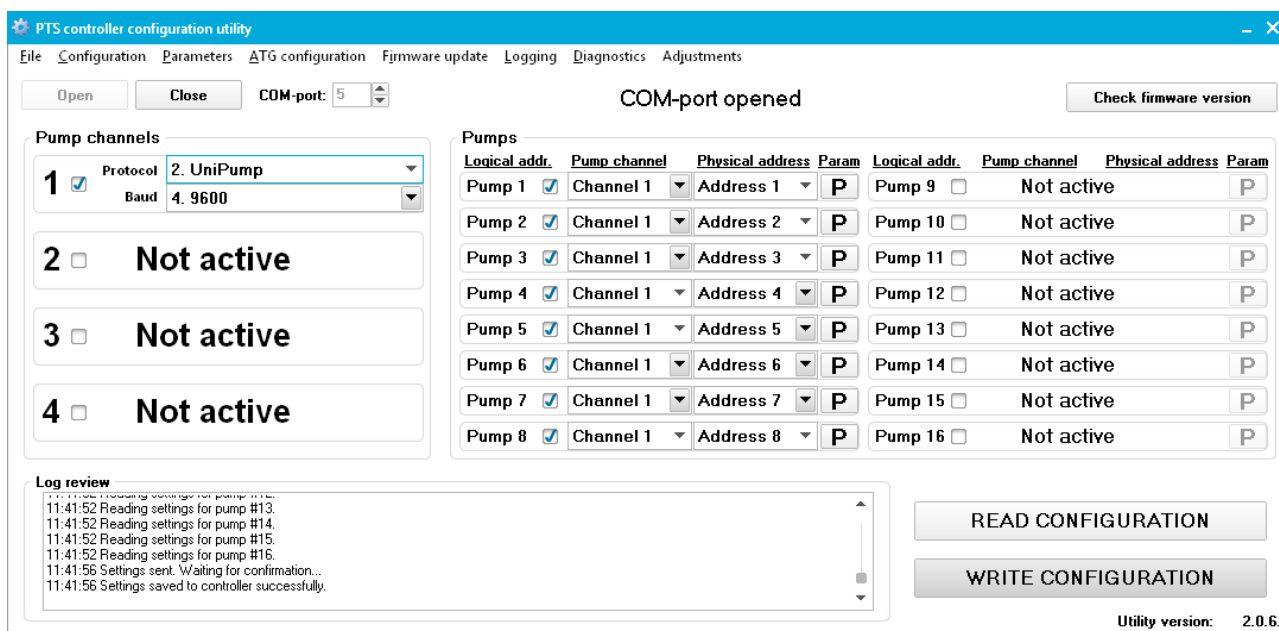 PTS controller configuration utility
File Configuration Parameters ATG configuration Firmware update Logging Diagnostics Adjustments
Open Close COM-port: 5 COM-port opened Check firmware version
Pump channels
1 Protocol 2. UniPump
Baud 4. 9600
2 Not active
3 Not active
4 Not active
Pumps
Logical addr. Pump channel Physical address Param Logical addr. Pump channel Physical address Param
Pump 1 Channel 1 Address 1 P Pump 9 Not active P
Pump 2 Channel 1 Address 2 P Pump 10 Not active P
Pump 3 Channel 1 Address 3 P Pump 11 Not active P
Pump 4 Channel 1 Address 4 P Pump 12 Not active P
Pump 5 Channel 1 Address 5 P Pump 13 Not active P
Pump 6 Channel 1 Address 6 P Pump 14 Not active P
Pump 7 Channel 1 Address 7 P Pump 15 Not active P
Pump 8 Channel 1 Address 8 P Pump 16 Not active P
Log review
11:41:52 Reading settings for pump #12.
11:41:52 Reading settings for pump #13.
11:41:52 Reading settings for pump #14.
11:41:52 Reading settings for pump #15.
11:41:52 Reading settings for pump #16.
11:41:56 Settings sent. Waiting for confirmation...
11:41:56 Settings saved to controller successfully.
READ CONFIGURATION
WRITE CONFIGURATION
Utility version: 2.0.6.